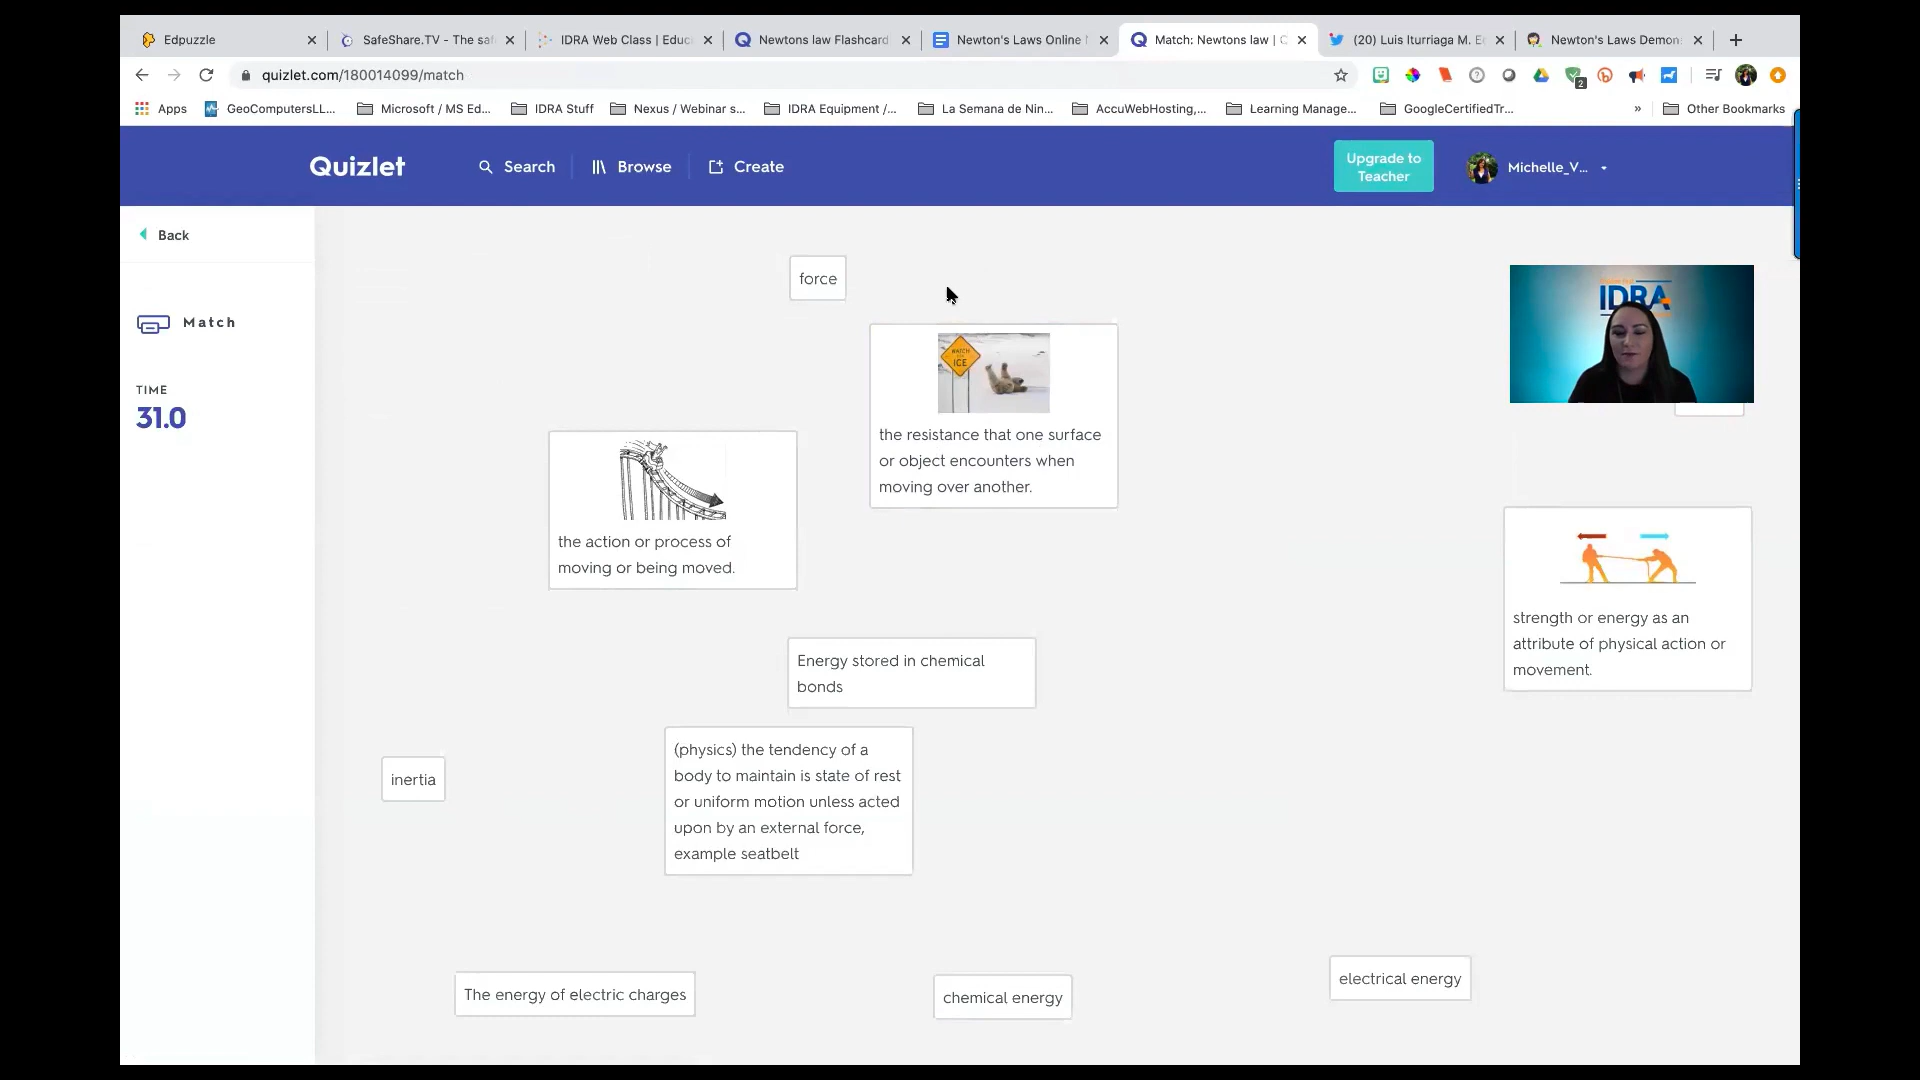 Edpuzzle
SafeShare.TV - The saf
IDRA Web Class | Educ
Newtons law Flashcard
Newton's Laws Online
Match: Newtons law |
(20) Luis Iturriaga M. E
Newton's Laws Demon
quizlet.com/180014099/match
2
Apps
GeoComputersLL...
Microsoft / MS Ed...
IDRA Stuff
Nexus / Webinar s...
IDRA Equipment /...
La Semana de Nin...
AccuWebHosting,...
Learning Manage...
GoogleCertifiedTr...
»
Other Bookmarks
Quizlet
Search
Browse
Create
Upgrade to
Teacher
Michelle_V...
Back
Match
TIME
31.0
force
IDRA
WATCH
ICE
the resistance that one surface
or object encounters when
moving over another.
the action or process of
moving or being moved.
strength or energy as an
attribute of physical action or
movement.
Energy stored in chemical
bonds
(physics) the tendency of a
body to maintain is state of rest
or uniform motion unless acted
upon by an external force,
example seatbelt
inertia
The energy of electric charges
chemical energy
electrical energy